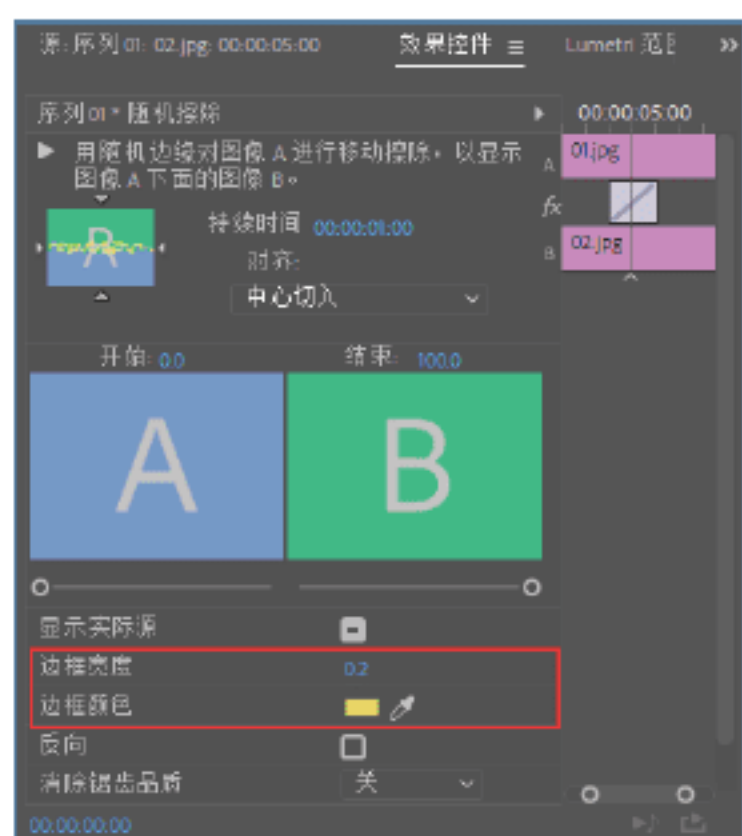 源: 序列 01: 02.jpg: 00:00:05:00 效果控件 ≡ Lumetri 范 »
序列 01 * 随机擦除 00:00:05:00
用随机边缘对图像 A 进行移动擦除，以显示
图像 A 下面的图像 B。
A 01.jpg
fx
B 02.jpg
持续时间 00:00:01:00
对齐:
中心切入
开始: 0.0 结束: 100.0
A B
显示实际源
边框宽度 0.2
边框颜色
反向
消除锯齿品质 关
00:00:00:00